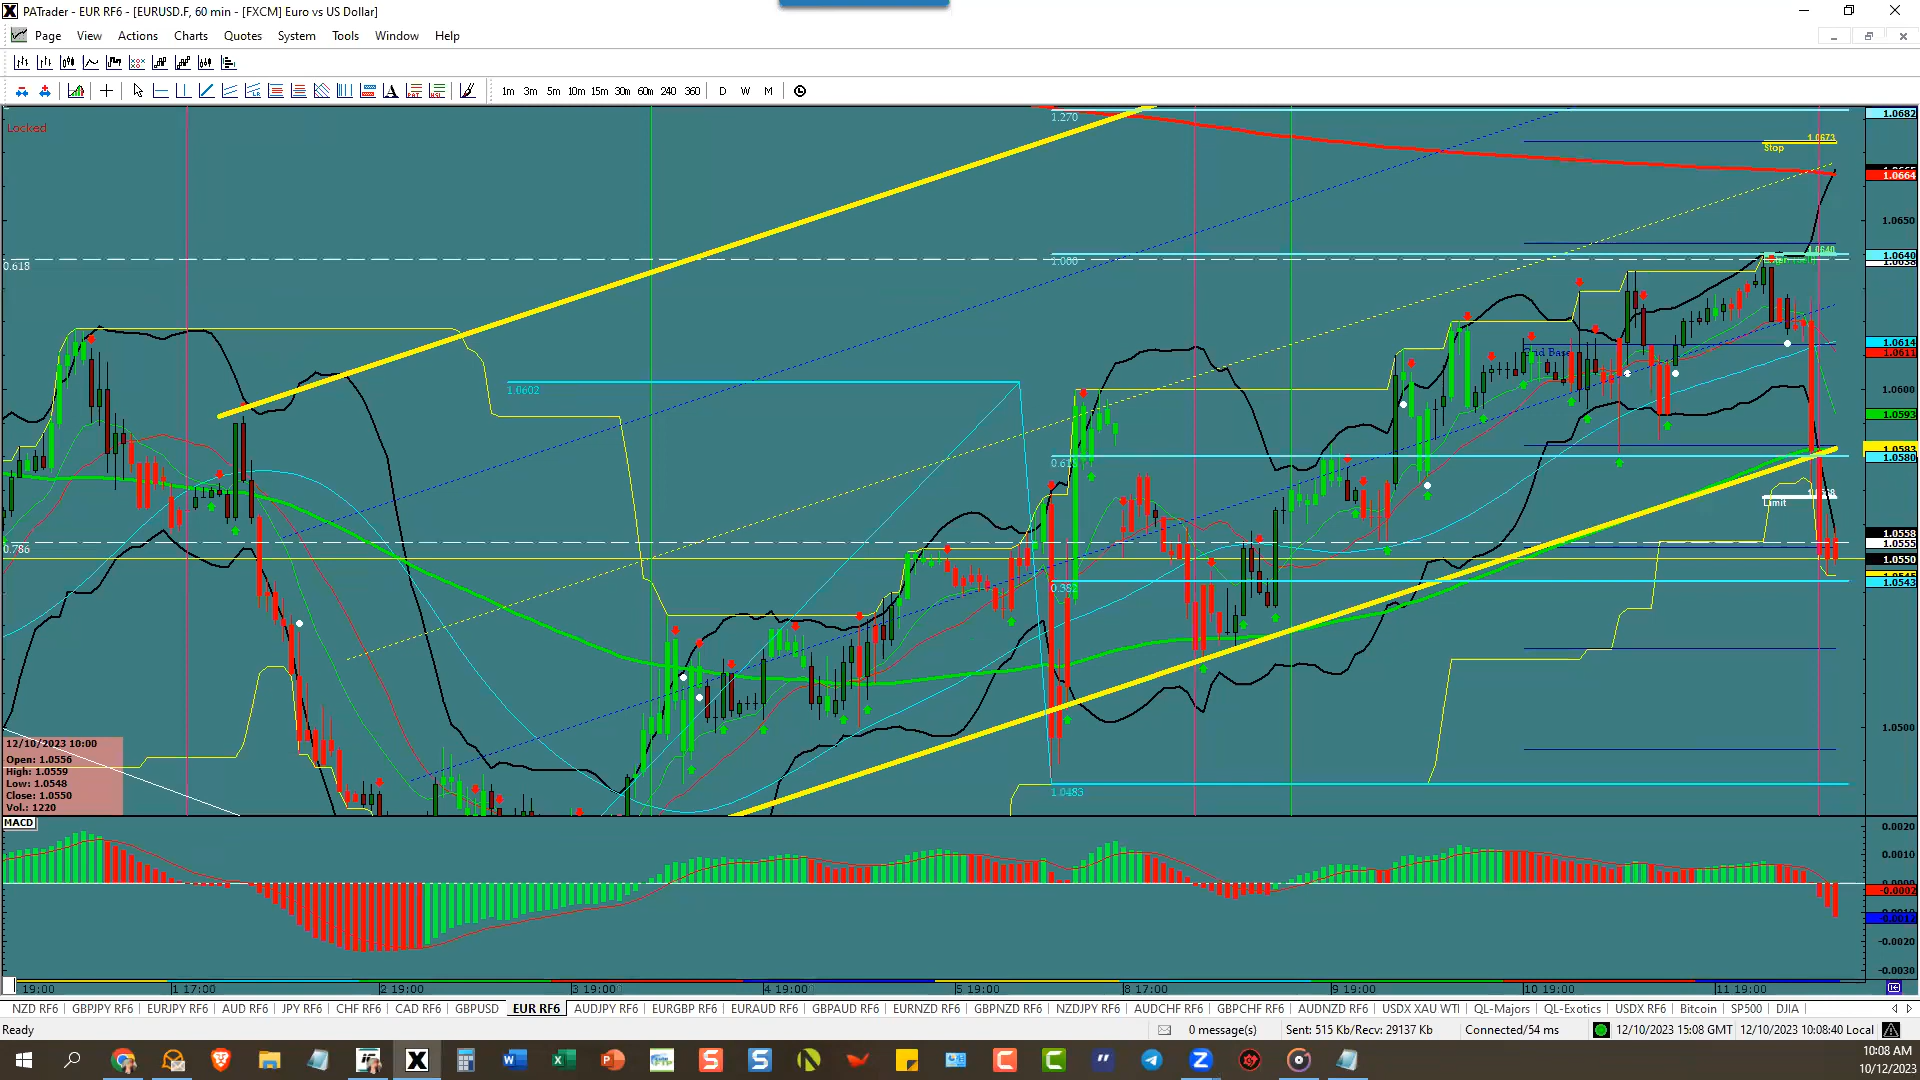 PATrader - EUR RF6 - [EURUSD.F, 60 min - [FXCM] Euro vs US Dollar]
Page View Actions Charts Quotes System Tools Window Help
1m 3m 5m 10m 15m 30m 60m 240 360 D W M
Locked
1.270
1.0682
1.0673
Stop
1.0664
1.0650
0.618
1.000
1.0640
1.0640
1.0614
Grid Base
1.0611
1.0602
1.0600
1.0593
1.0580
Limit
0.786
1.0558
1.0555
1.0550
0.382
1.0543
1.0500
1.0483
12/10/2023 10:00
Open: 1.0556
High: 1.0559
Low: 1.0548
Close: 1.0550
Vol.: 1220
MACD
0.0020
0.0010
-0.0002
-0.0012
-0.0020
-0.0030
19:00 1 17:00 2 19:00 3 19:00 4 19:00 5 19:00 8 17:00 9 19:00 10 19:00 11 19:00
NZD RF6 GBPJPY RF6 EURJPY RF6 AUD RF6 JPY RF6 CHF RF6 CAD RF6 GBPUSD EUR RF6 AUDJPY RF6 EURGBP RF6 EURAUD RF6 GBPAUD RF6 EURNZD RF6 GBPNZD RF6 NZDJPY RF6 AUDCHF RF6 GBPCHF RF6 AUDNZD RF6 USDX XAU WTI QL-Majors QL-Exotics USDX RF6 Bitcoin SP500 DJIA
Ready 0 message(s) Sent: 515 Kb/Recv: 29137 Kb Connected/54 ms 12/10/2023 15:08 GMT 12/10/2023 10:08:40 Local
10:08 AM
10/12/2023